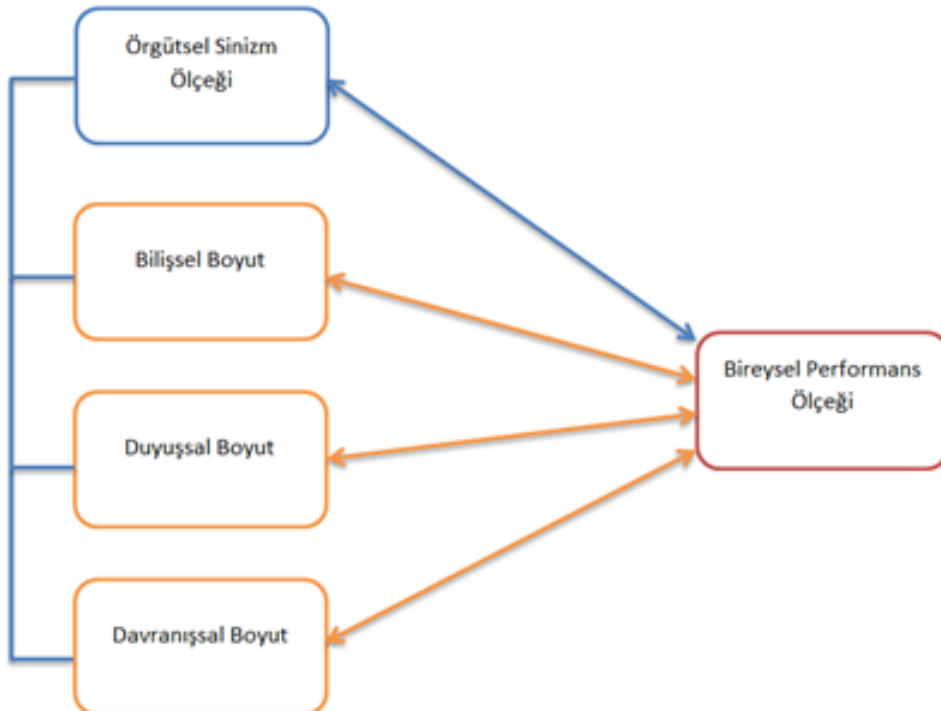 Örgütsel Sinizm
Ölçeği
Bilişsel Boyut
Duyuşsal Boyut
Davranışsal Boyut
Bireysel Performans
Ölçeği